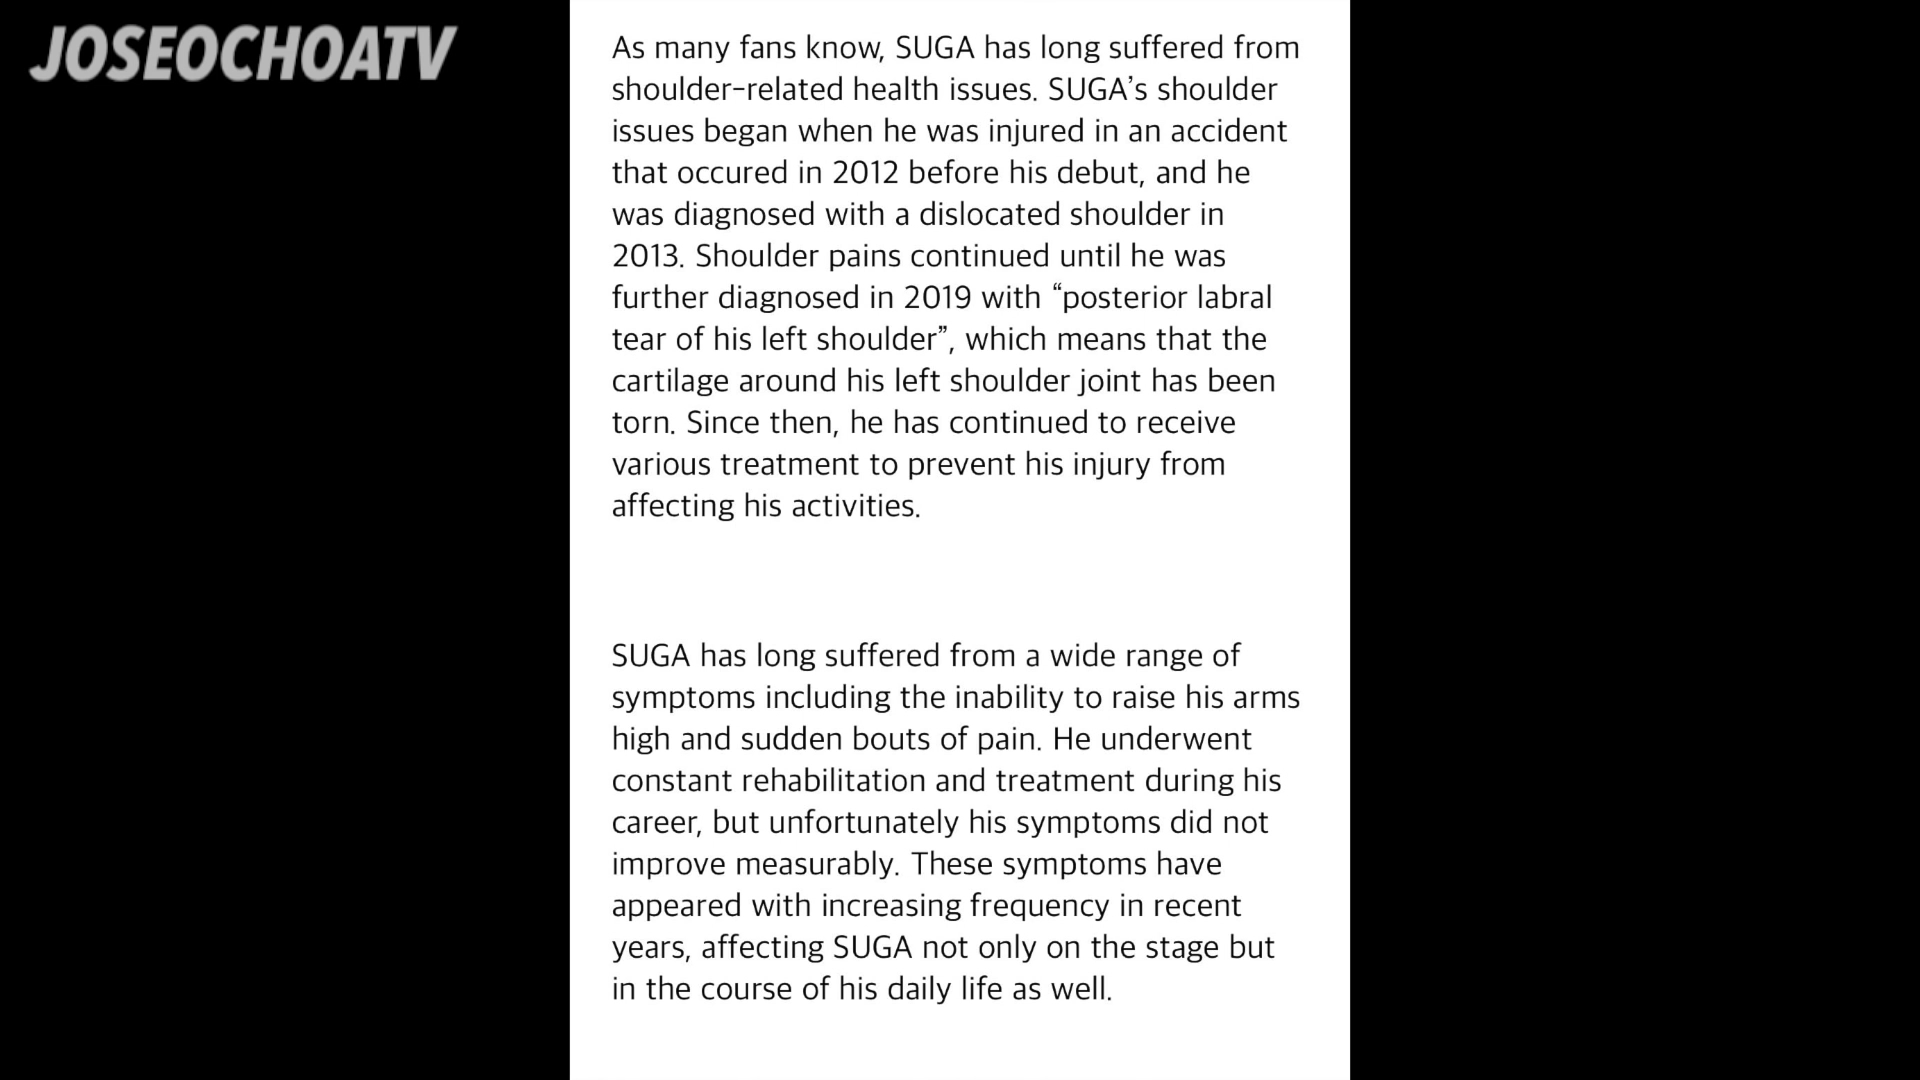 JOSEOCHOATV
As many fans know, SUGA has long suffered from
shoulder-related health issues. SUGA’s shoulder
issues began when he was injured in an accident
that occured in 2012 before his debut, and he
was diagnosed with a dislocated shoulder in
2013. Shoulder pains continued until he was
further diagnosed in 2019 with “posterior labral
tear of his left shoulder”, which means that the
cartilage around his left shoulder joint has been
torn. Since then, he has continued to receive
various treatment to prevent his injury from
affecting his activities.
SUGA has long suffered from a wide range of
symptoms including the inability to raise his arms
high and sudden bouts of pain. He underwent
constant rehabilitation and treatment during his
career, but unfortunately his symptoms did not
improve measurably. These symptoms have
appeared with increasing frequency in recent
years, affecting SUGA not only on the stage but
in the course of his daily life as well.